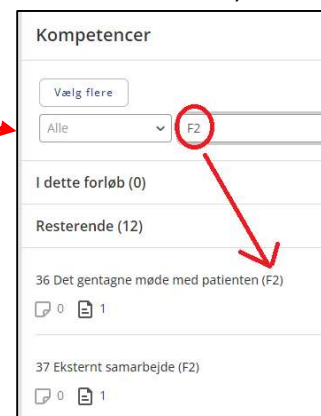 Kompetencer
Vælg flere
Alle F2
I dette forløb (0)
Resterende (12)
36 Det gentagne møde med patienten (F2)
0 1
37 Eksternt samarbejde (F2)
0 1